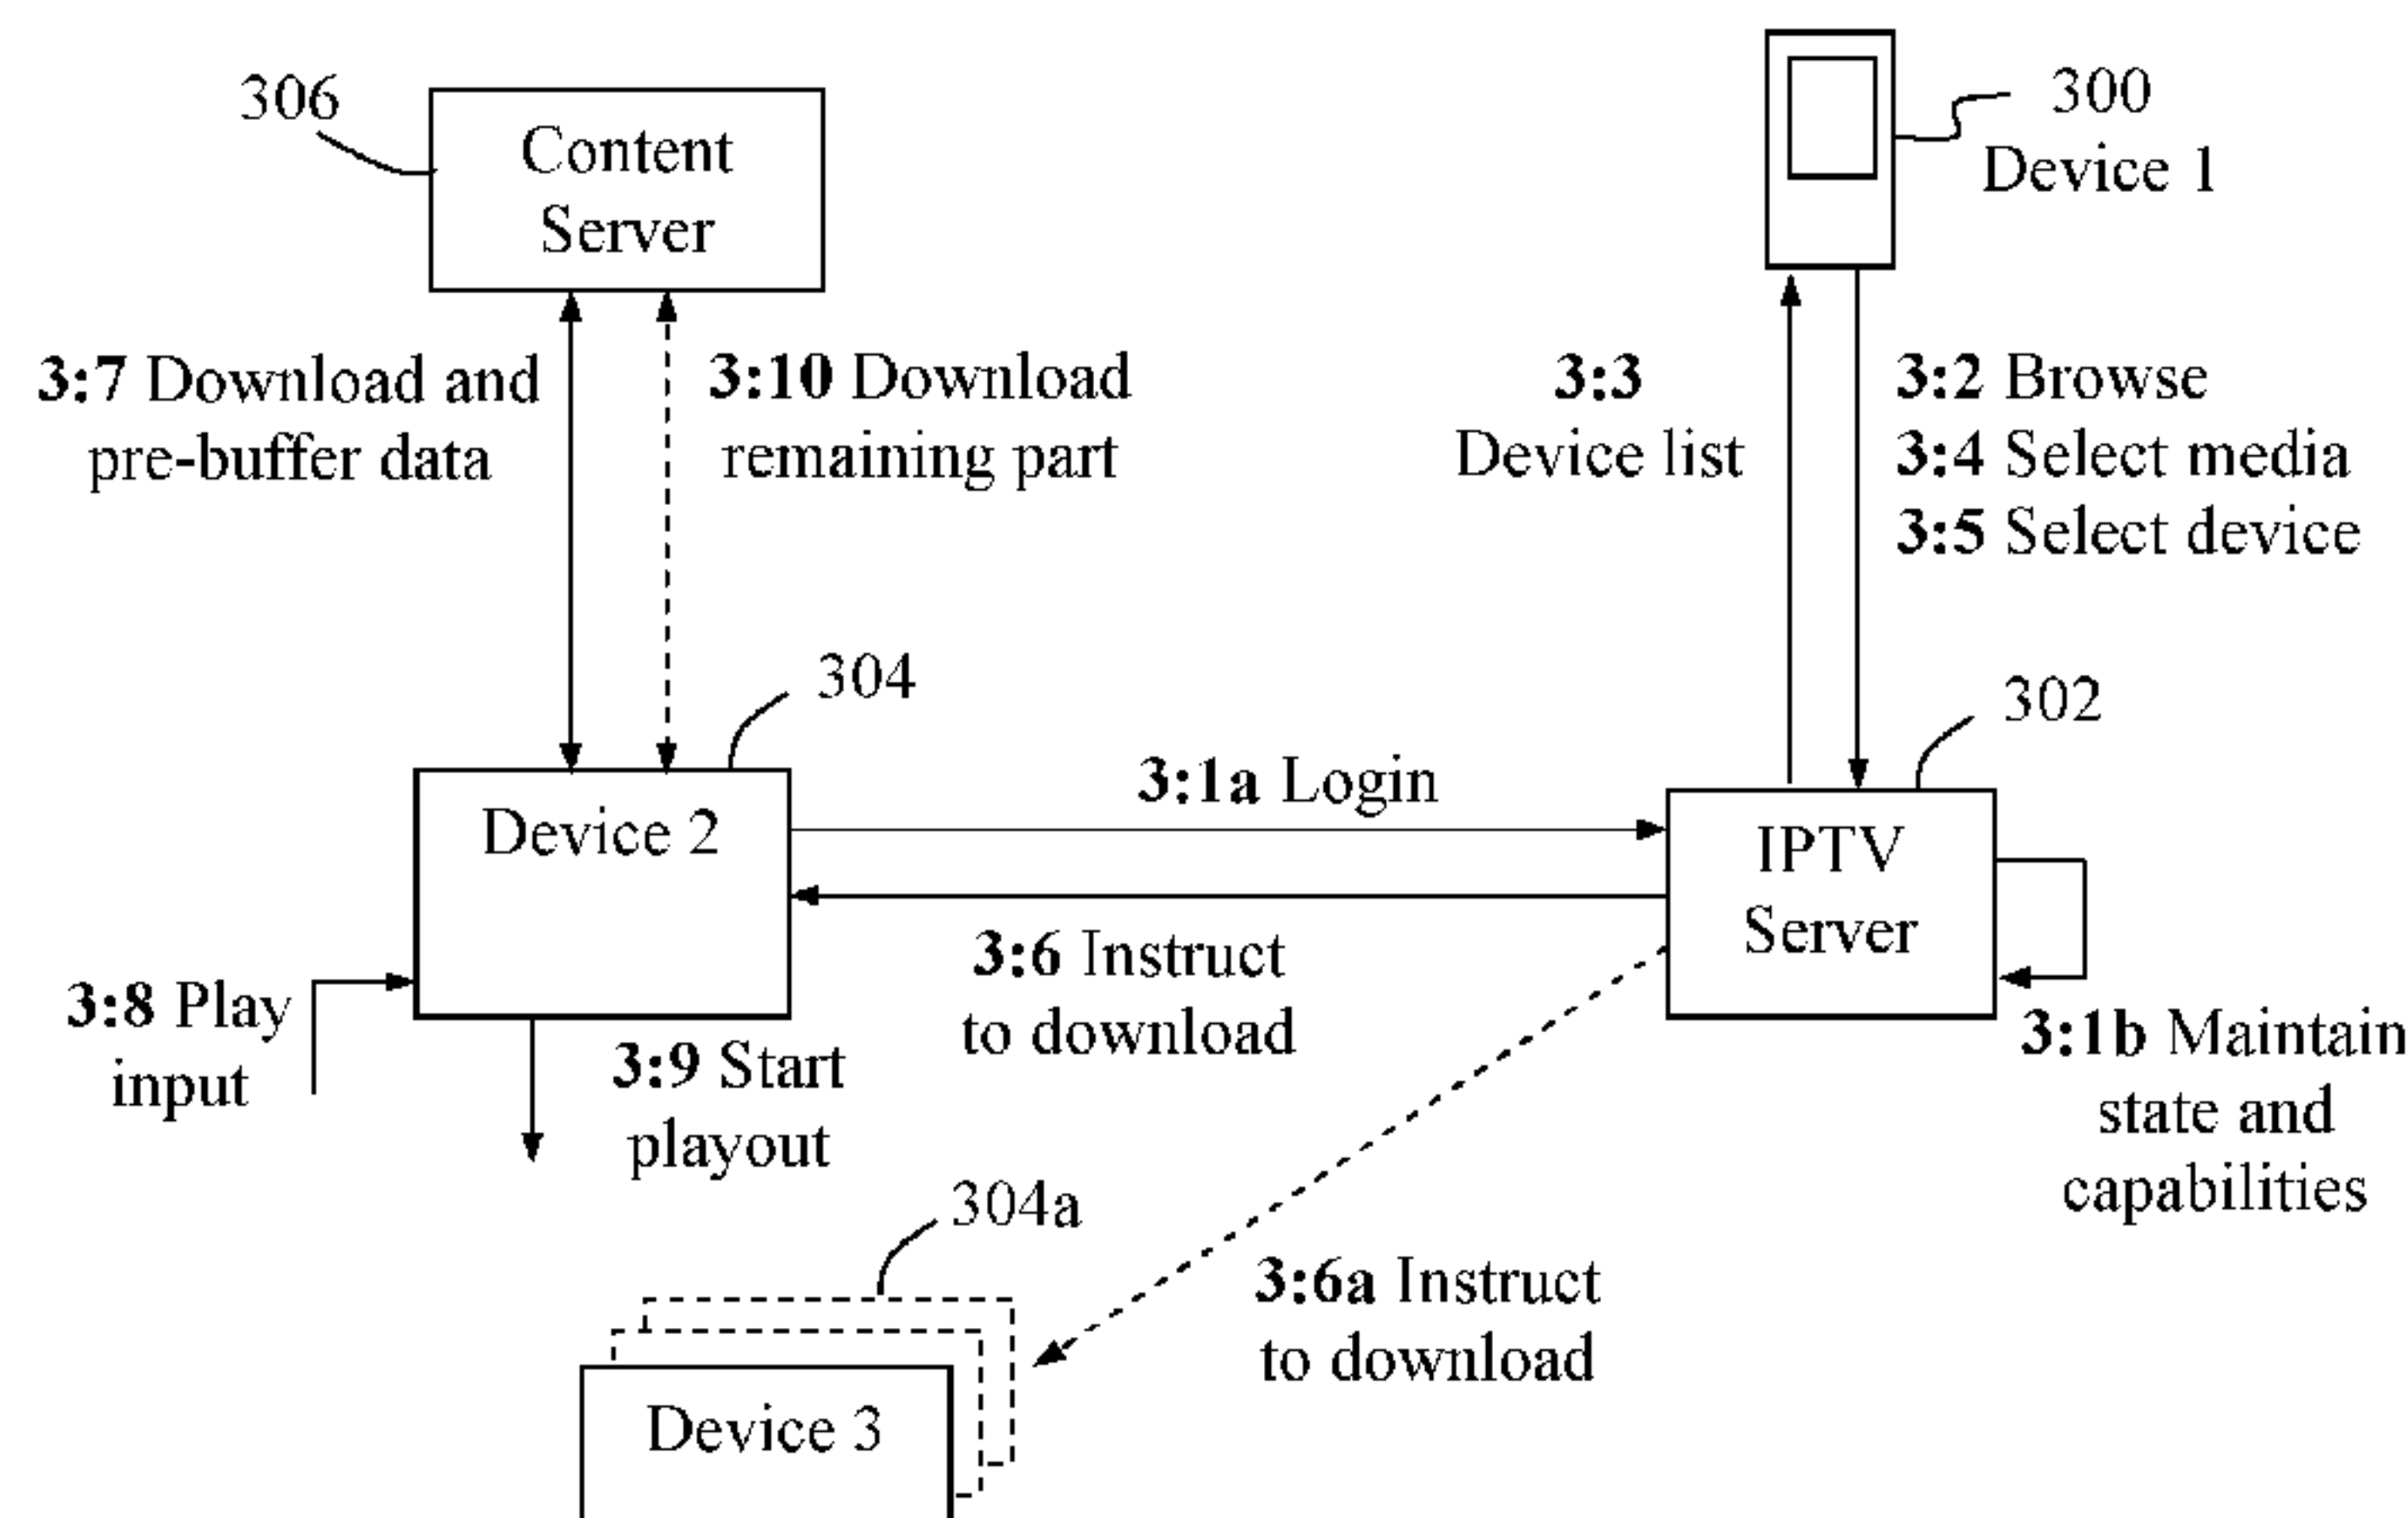 306
Content
Server
300
Device 1
3:7 Download and
pre-buffer data
3:10 Download
remaining part
3:3
Device list
3:2 Browse
3:4 Select media
3:5 Select device
304
302
Device 2
3:1a Login
IPTV
Server
3:6 Instruct
to download
3:8 Play
input
3:9 Start
playout
3:1b Maintain
state and
capabilities
304a
3:6a Instruct
to download
Device 3